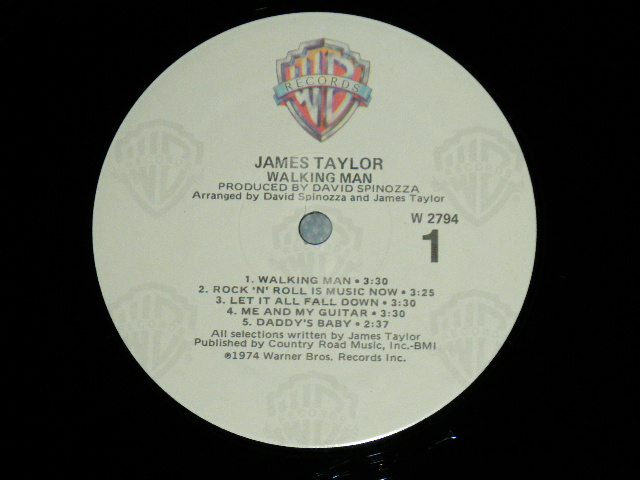 WB
RECORDS
JAMES TAYLOR
WALKING MAN
PRODUCED BY DAVID SPINOZZA
Arranged by David Spinozza and James Taylor
W 2794
1
1. WALKING MAN • 3:30
2. ROCK 'N' ROLL IS MUSIC NOW • 3:25
3. LET IT ALL FALL DOWN • 3:30
4. ME AND MY GUITAR • 3:30
5. DADDY'S BABY • 2:37
All selections written by James Taylor
Published by Country Road Music, Inc.-BMI
℗1974 Warner Bros. Records Inc.